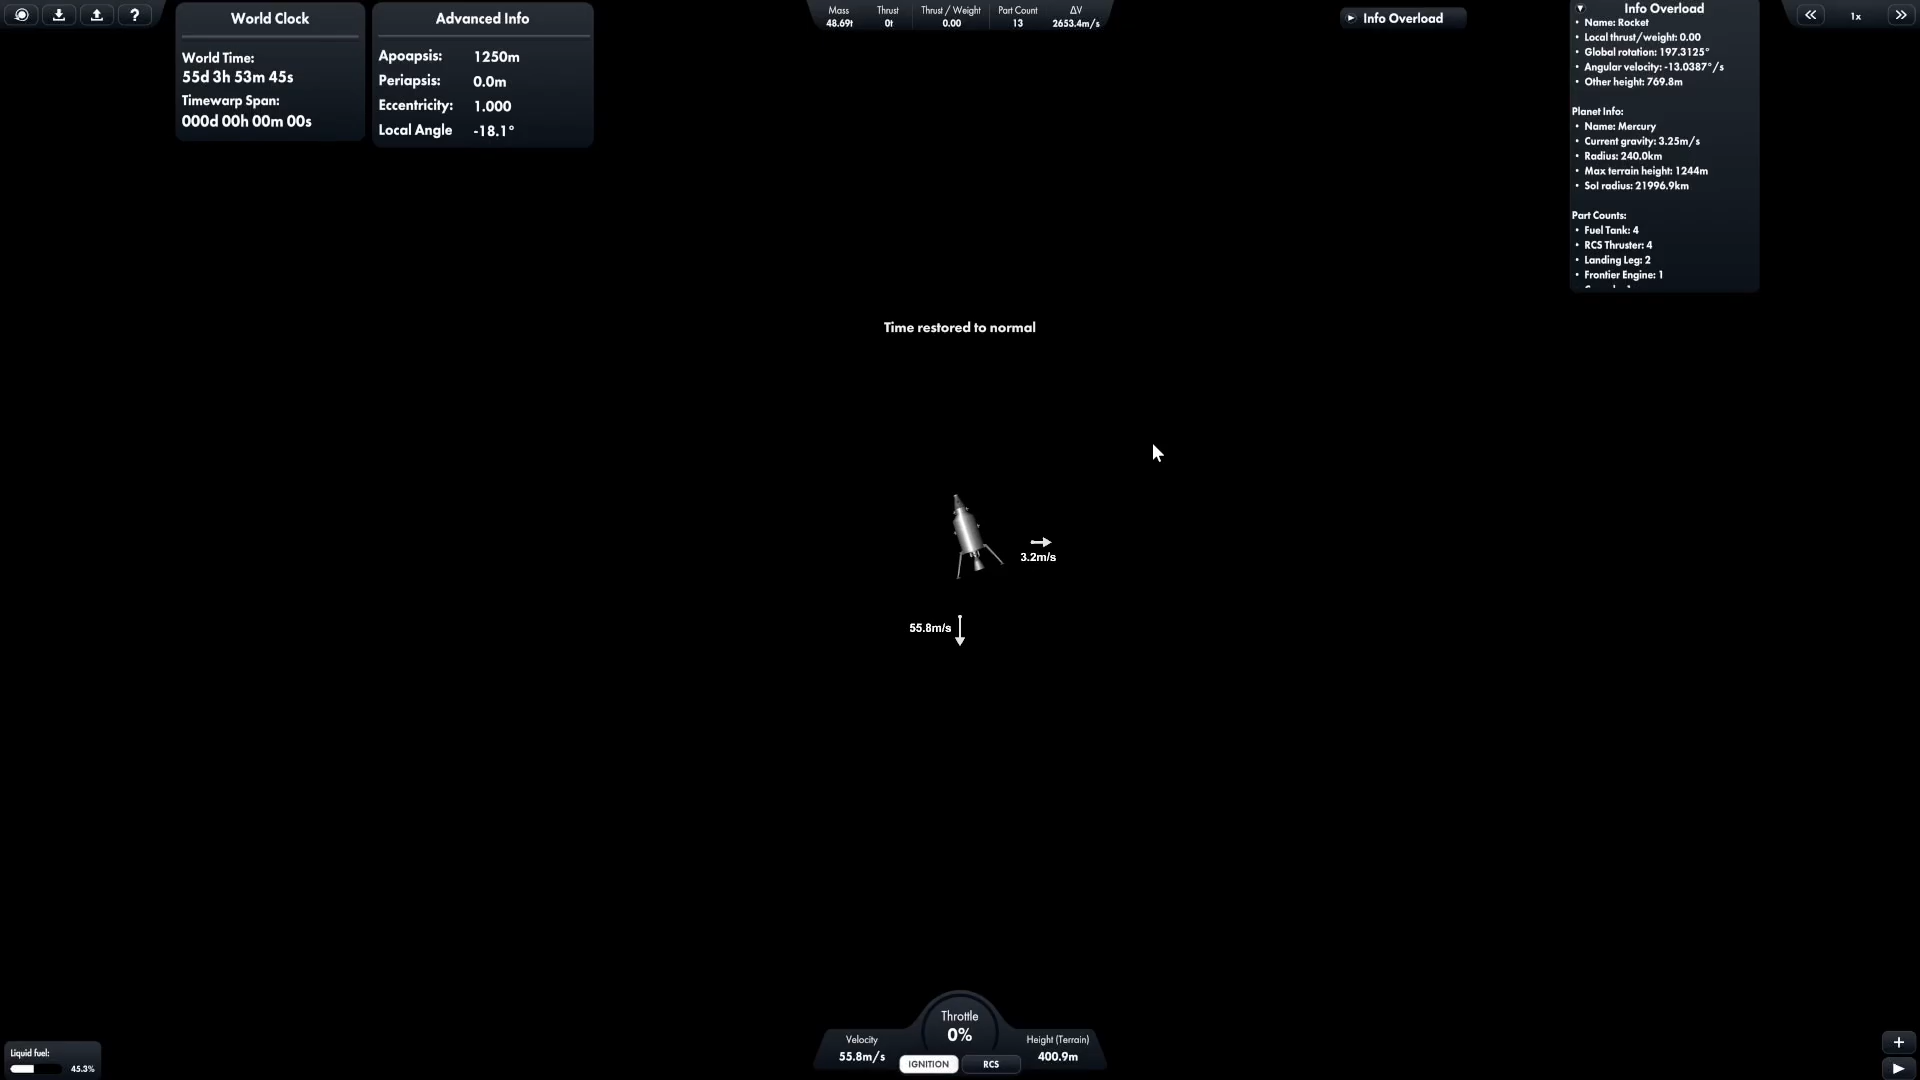 World Clock
World Time:
55d 3h 53m 45s
Timewarp Span:
000d 00h 00m 00s
Advanced Info
Apoapsis: 1250m
Periapsis: 0.0m
Eccentricity: 1.000
Local Angle -18.1°
Mass Thrust Thrust / Weight Part Count ΔV
48.69t 0t 0.00 13 2653.4m/s
Info Overload
Info Overload
• Name: Rocket
• Local thrust/weight: 0.00
• Global rotation: 197.3125°
• Angular velocity: -13.0387°/s
• Other height: 769.8m
Planet Info:
• Name: Mercury
• Current gravity: 3.25m/s
• Radius: 240.0km
• Max terrain height: 1244m
• SoI radius: 21996.9km
Part Counts:
• Fuel Tank: 4
• RCS Thruster: 4
• Landing Leg: 2
• Frontier Engine: 1
1x
Time restored to normal
3.2m/s
55.8m/s
Throttle
0%
Velocity
55.8m/s
IGNITION
RCS
Height (Terrain)
400.9m
Liquid fuel:
45.3%